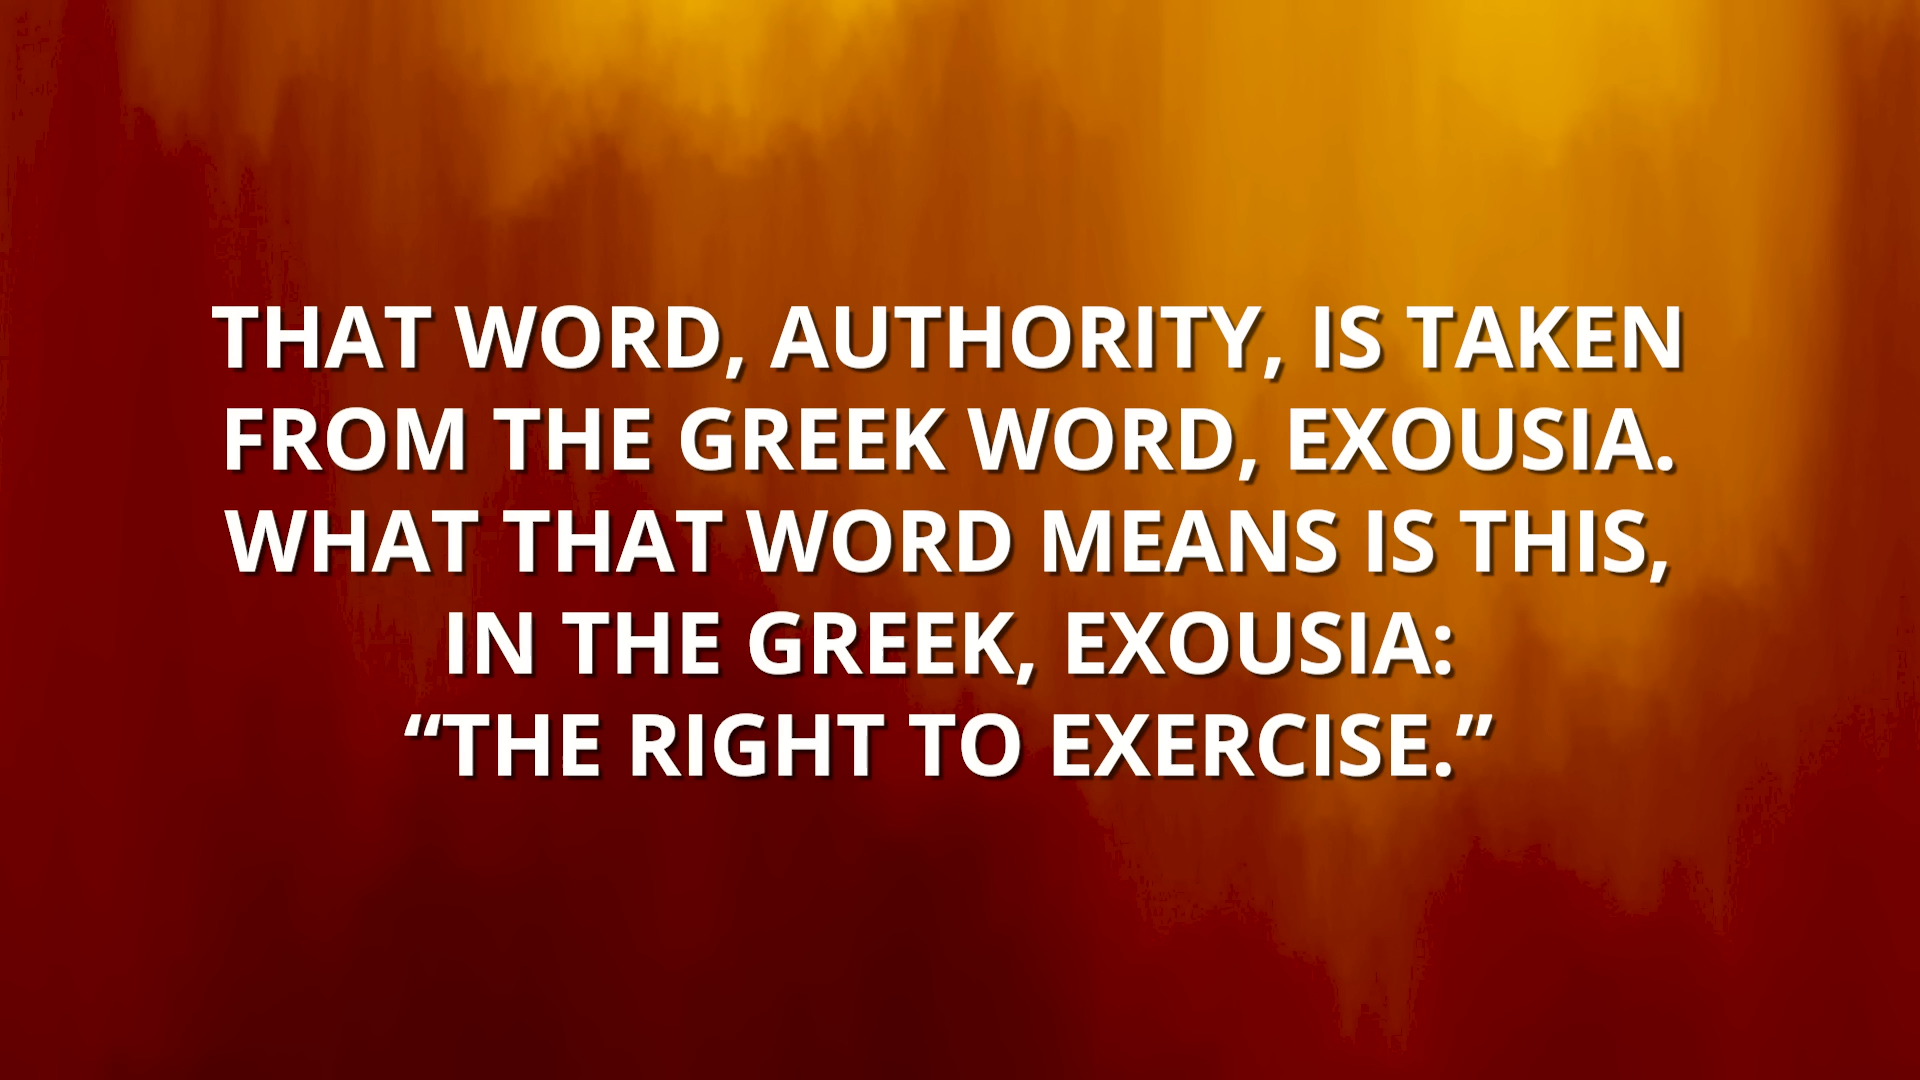 THAT WORD, AUTHORITY, IS TAKEN
FROM THE GREEK WORD, EXOUSIA.
WHAT THAT WORD MEANS IS THIS,
IN THE GREEK, EXOUSIA:
“THE RIGHT TO EXERCISE.”